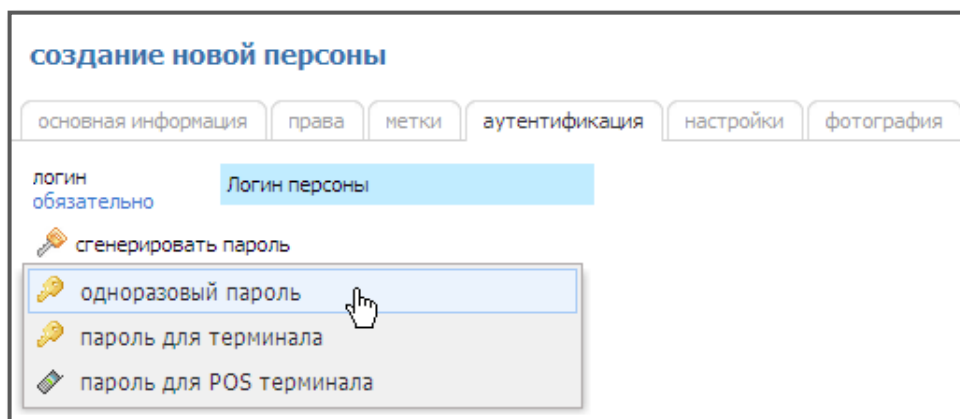 создание новой персоны
основная информация права метки аутентификация настройки фотография
логин Логин персоны
обязательно
сгенерировать пароль
одноразовый пароль
пароль для терминала
пароль для POS терминала